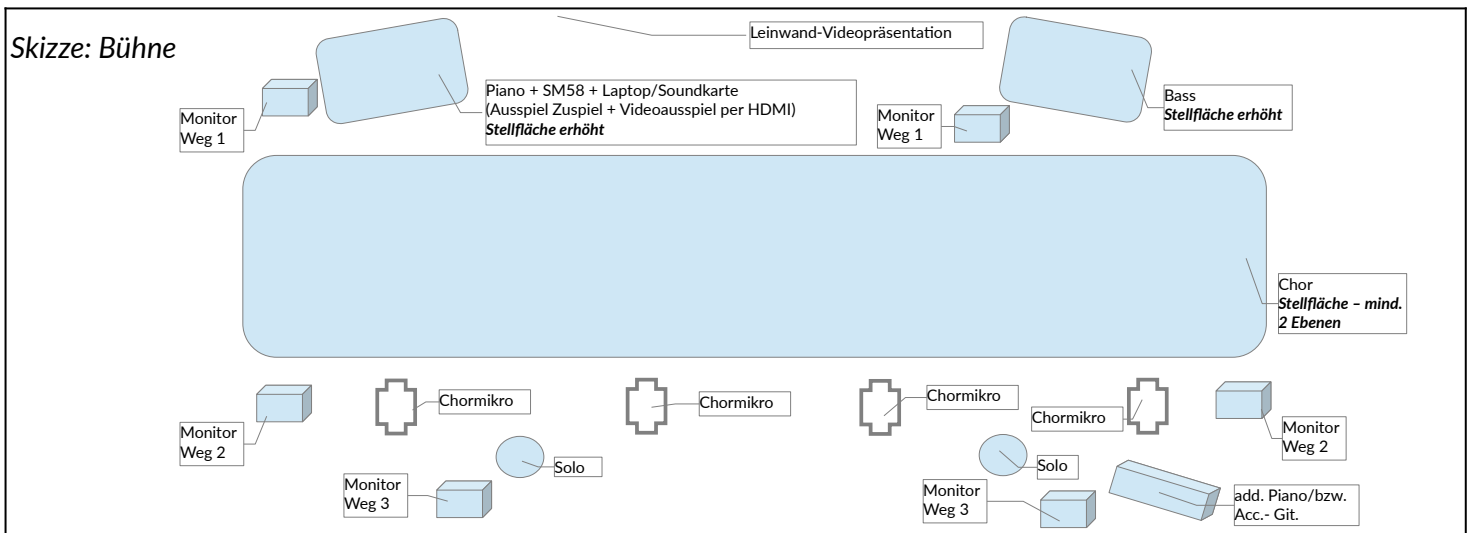 Skizze: Bühne
Leinwand-Videopräsentation
Piano + SM58 + Laptop/Soundkarte
(Ausspiel Zuspiel + Videoausspiel per HDMI)
Stellfläche erhöht
Monitor
Weg 1
Monitor
Weg 1
Bass
Stellfläche erhöht
Chor
Stellfläche – mind.
2 Ebenen
Chormikro
Chormikro
Chormikro
Chormikro
Monitor
Weg 2
Monitor
Weg 2
Solo
Solo
Monitor
Weg 3
Monitor
Weg 3
add. Piano/bzw.
Acc.- Git.